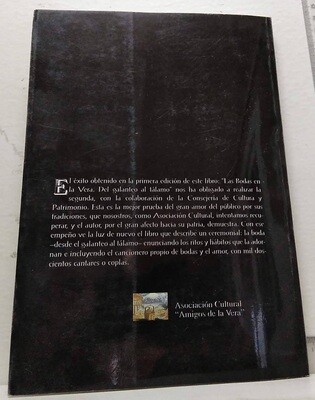 El éxito obtenido en la primera edición de este libro: "Las Bodas en
la Vera. Del galanteo al tálamo" nos ha obligado a realizar la
segunda, con la colaboración de la Consejería de Cultura y
Patrimonio. Esta es la mejor prueba del gran amor del público por sus
tradiciones, que nosotros, como Asociación Cultural, intentamos recu-
perar, y el autor, por el gran afecto hacia su patria, demuestra. Con ese
empeño ve la luz de nuevo el libro que describe un ceremonial: la boda
–desde el galanteo al tálamo– enunciando los ritos y hábitos que la ador-
nan e incluyendo el cancionero propio de bodas y el amor, con mil dos-
cientos cantares o coplas.
Asociación Cultural
"Amigos de la Vera"